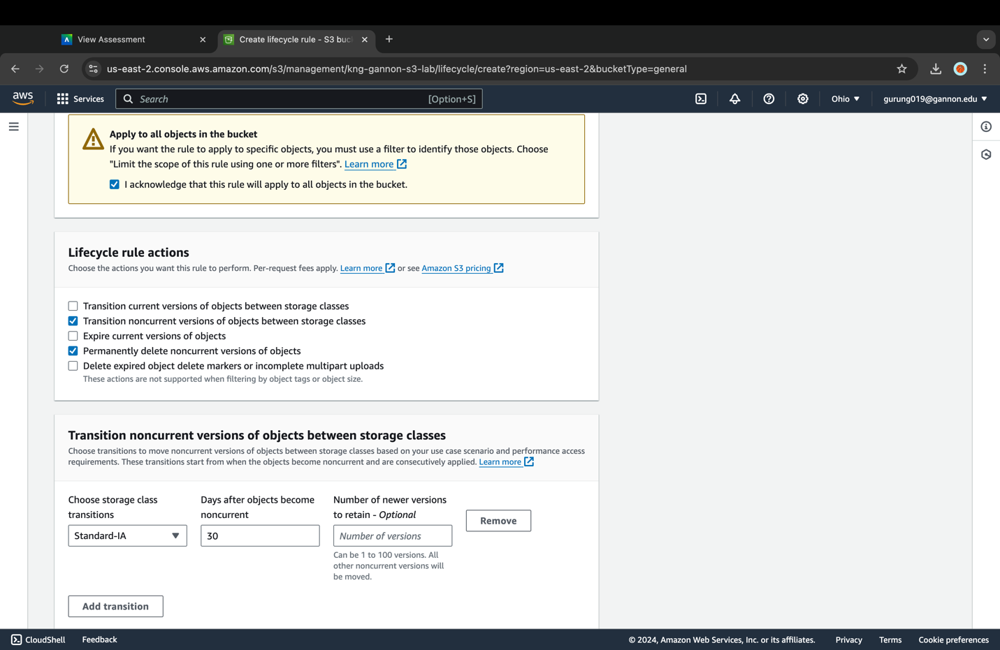 View Assessment
Create lifecycle rule - S3 buc
us-east-2.console.aws.amazon.com/s3/management/kng-gannon-s3-lab/lifecycle/create?region=us-east-2&bucketType=general
aws
Services
Search
[Option+S]
Ohio
gurung019@gannon.edu
Apply to all objects in the bucket
If you want the rule to apply to specific objects, you must use a filter to identify those objects. Choose
"Limit the scope of this rule using one or more filters". Learn more
I acknowledge that this rule will apply to all objects in the bucket.
Lifecycle rule actions
Choose the actions you want this rule to perform. Per-request fees apply. Learn more or see Amazon S3 pricing
Transition current versions of objects between storage classes
Transition noncurrent versions of objects between storage classes
Expire current versions of objects
Permanently delete noncurrent versions of objects
Delete expired object delete markers or incomplete multipart uploads
These actions are not supported when filtering by object tags or object size.
Transition noncurrent versions of objects between storage classes
Choose transitions to move noncurrent versions of objects between storage classes based on your use case scenario and performance access
requirements. These transitions start from when the objects become noncurrent and are consecutively applied. Learn more
Choose storage class
transitions
Standard-IA
Days after objects become
noncurrent
30
Number of newer versions
to retain - Optional
Number of versions
Can be 1 to 100 versions. All
other noncurrent versions will
be moved.
Remove
Add transition
CloudShell
Feedback
© 2024, Amazon Web Services, Inc. or its affiliates.
Privacy
Terms
Cookie preferences